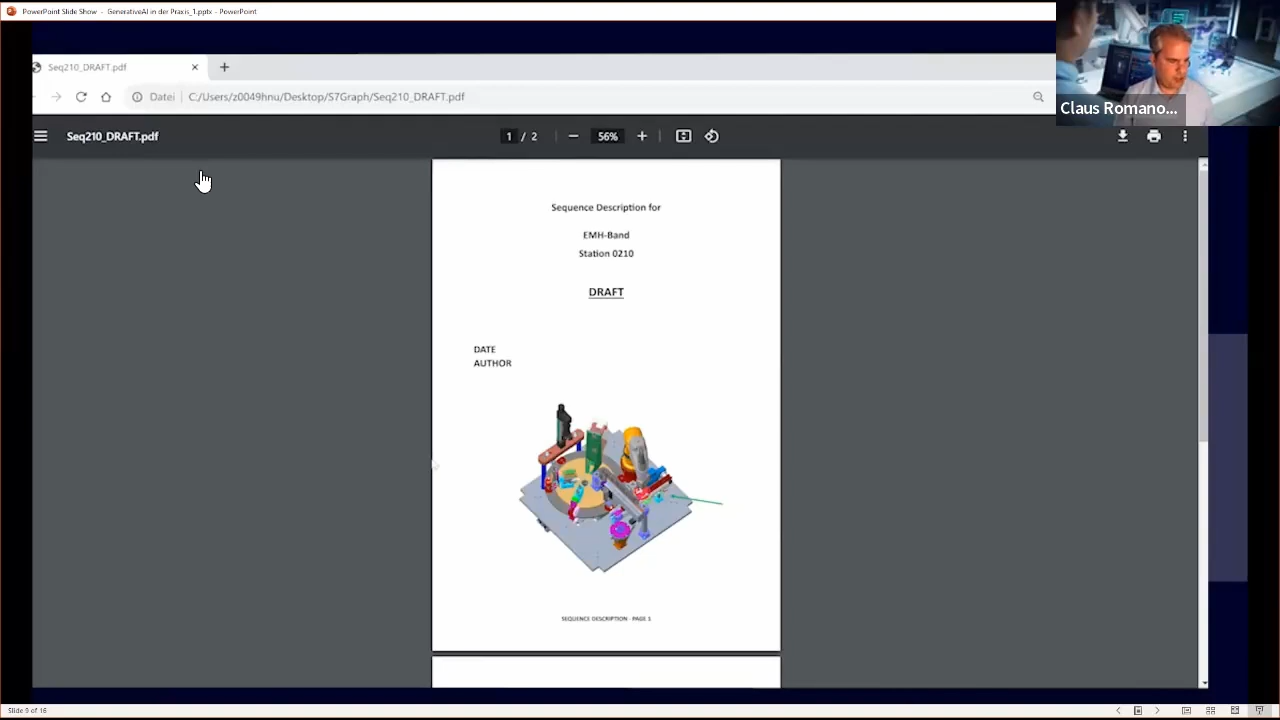 PowerPoint Slide Show - GenerativeAI in der Praxis_1.pptx - PowerPoint
Seq210_DRAFT.pdf
Datei
C:/Users/z0049hnu/Desktop/S7Graph/Seq210_DRAFT.pdf
Claus Romano...
Seq210_DRAFT.pdf
1 / 2
56%
Sequence Description for
EMH-Band
Station 0210
DRAFT
DATE
AUTHOR
SEQUENCE DESCRIPTION - PAGE 1
Slide 9 of 16